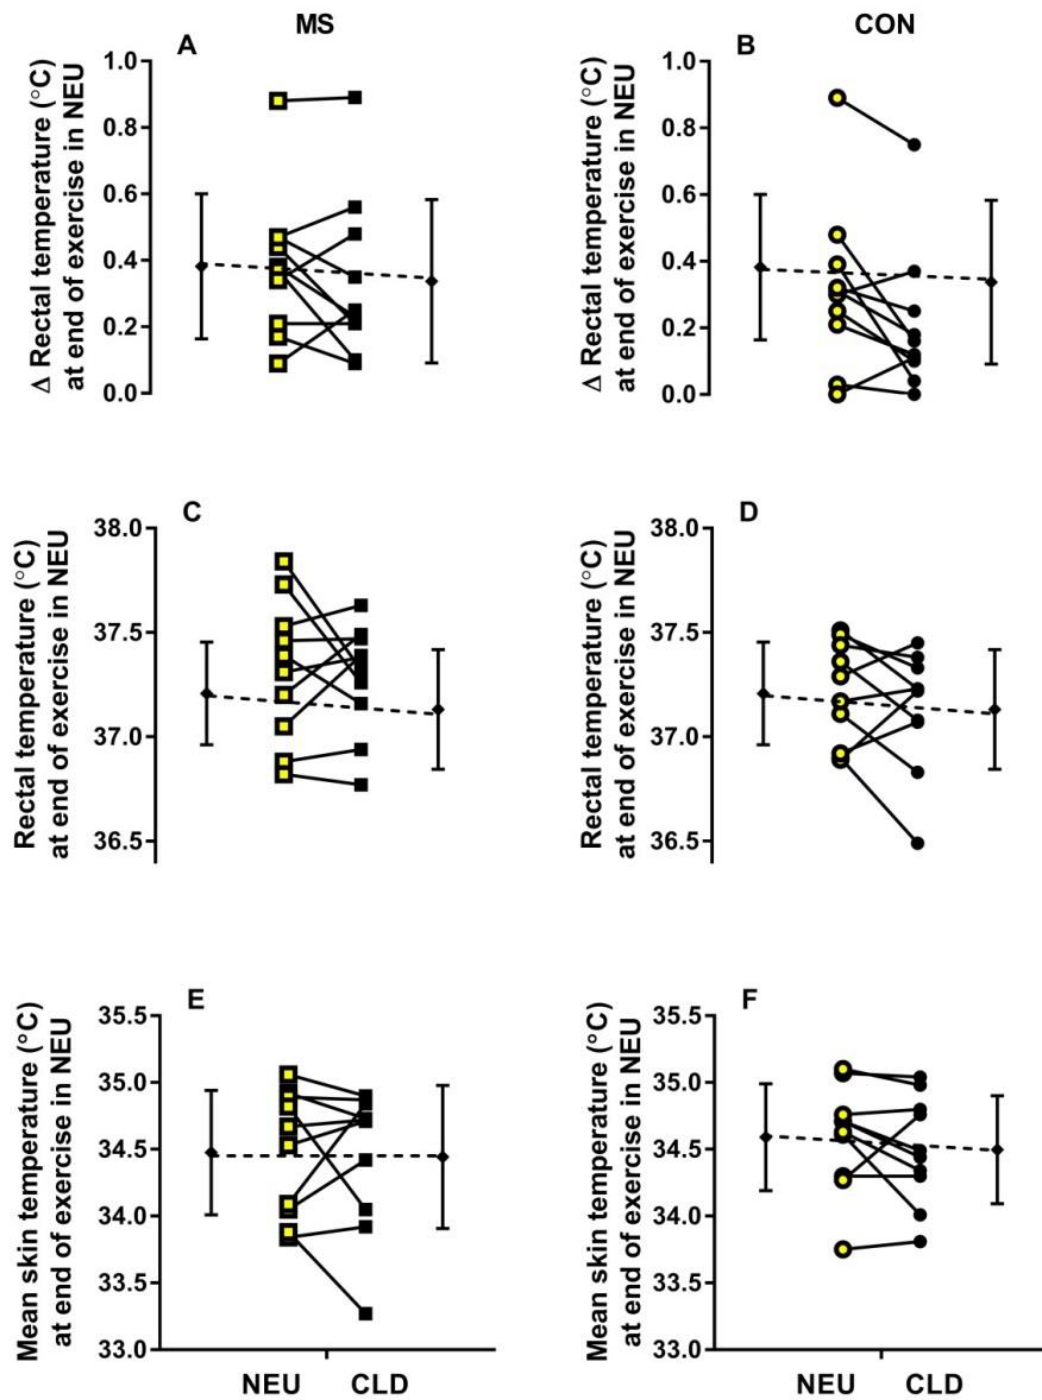 MS
CON
A
B
Δ Rectal temperature (°C)
at end of exercise in NEU
1.0
0.8
0.6
0.4
0.2
0.0
Δ Rectal temperature (°C)
at end of exercise in NEU
1.0
0.8
0.6
0.4
0.2
0.0
C
D
Rectal temperature (°C)
at end of exercise in NEU
38.0
37.5
37.0
36.5
Rectal temperature (°C)
at end of exercise in NEU
38.0
37.5
37.0
36.5
E
F
Mean skin temperature (°C)
at end of exercise in NEU
35.5
35.0
34.5
34.0
33.5
33.0
Mean skin temperature (°C)
at end of exercise in NEU
35.5
35.0
34.5
34.0
33.5
33.0
NEU CLD
NEU CLD